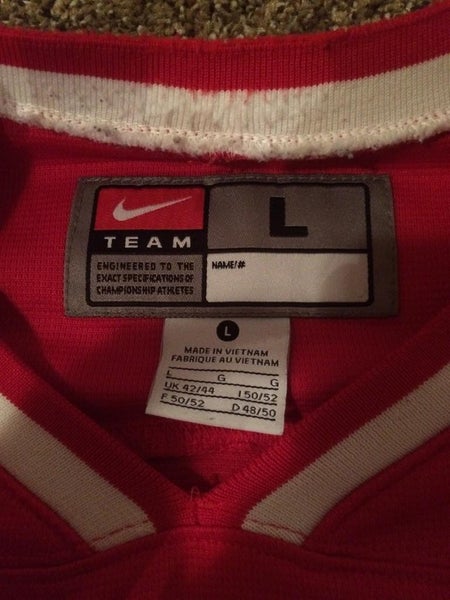 L
TEAM
ENGINEERED TO THE
EXACT SPECIFICATIONS OF
CHAMPIONSHIP ATHLETES
NAME/#
L
MADE IN VIETNAM
FABRIQUE AU VIETNAM
L G G
UK 42/44 I 50/52
F 50/52 D 48/50